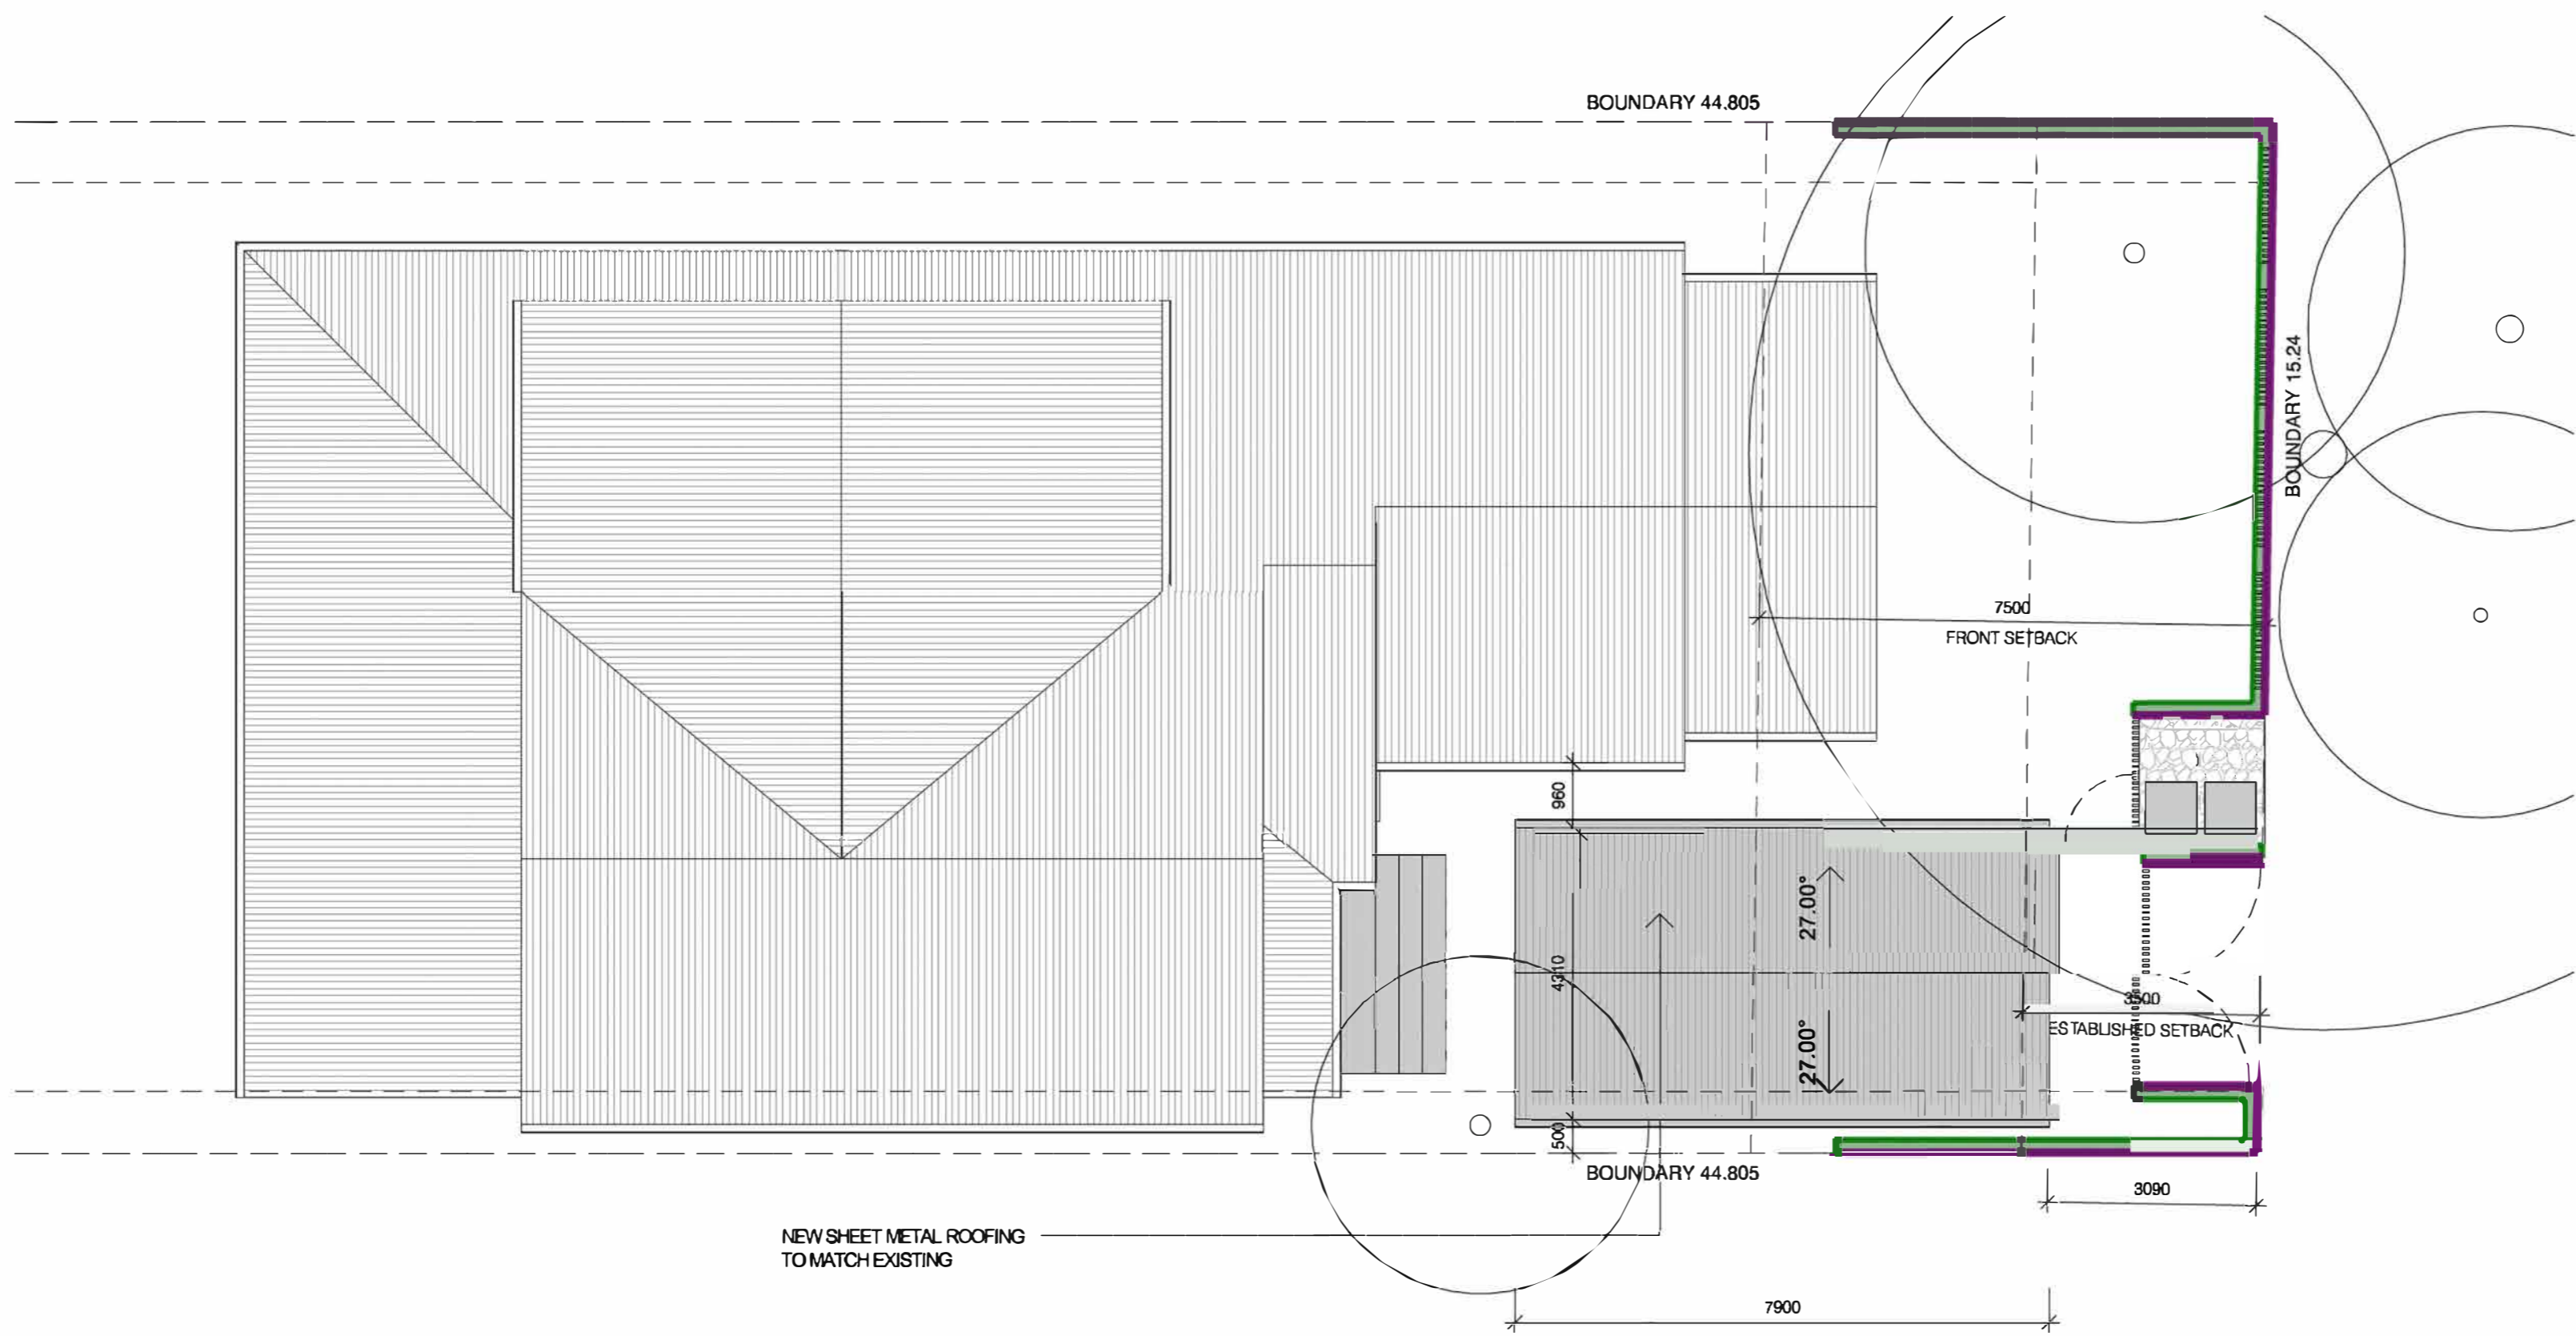 BOUNDARY 44.805
BOUNDARY 15.24
7500
FRONT SETBACK
960
27.00°
4310
3500
ESTABLISHED SETBACK
27.00°
500
BOUNDARY 44.805
3090
NEW SHEET METAL ROOFING
TO MATCH EXISTING
7900